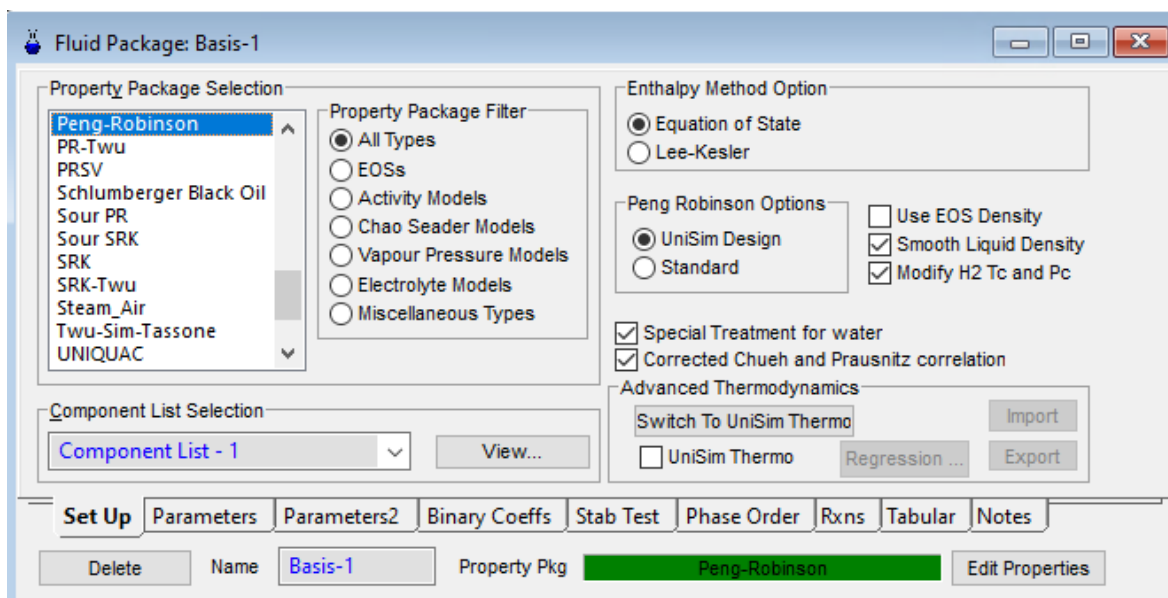 Fluid Package: Basis-1
Property Package Selection
Peng-Robinson
PR-Twu
PRSV
Schlumberger Black Oil
Sour PR
Sour SRK
SRK
SRK-Twu
Steam_Air
Twu-Sim-Tassone
UNIQUAC
Property Package Filter
All Types
EOSs
Activity Models
Chao Seader Models
Vapour Pressure Models
Electrolyte Models
Miscellaneous Types
Component List Selection
Component List - 1
View...
Enthalpy Method Option
Equation of State
Lee-Kesler
Peng Robinson Options
UniSim Design
Standard
Use EOS Density
Smooth Liquid Density
Modify H2 Tc and Pc
Special Treatment for water
Corrected Chueh and Prausnitz correlation
Advanced Thermodynamics
Switch To UniSim Thermo
Import
UniSim Thermo
Regression ...
Export
Set Up Parameters Parameters2 Binary Coeffs Stab Test Phase Order Rxns Tabular Notes
Delete Name Basis-1 Property Pkg Peng-Robinson Edit Properties